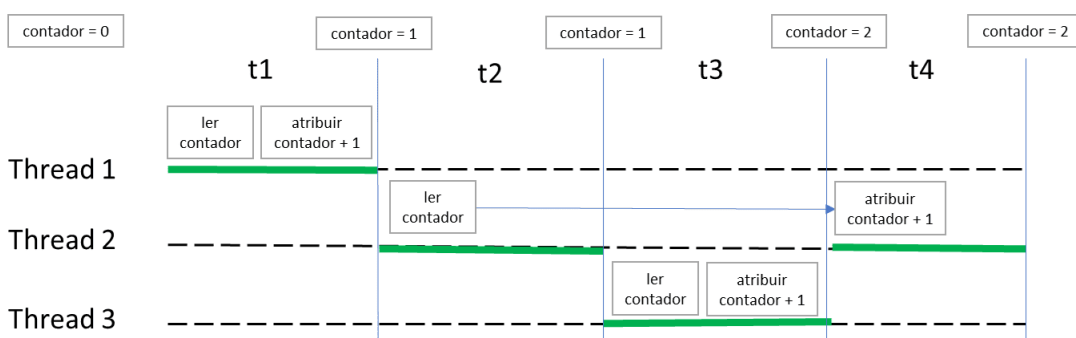 contador = 0
contador = 1
contador = 1
contador = 2
contador = 2
t1
t2
t3
t4
ler
contador
atribuir
contador + 1
Thread 1
ler
contador
atribuir
contador + 1
Thread 2
ler
contador
atribuir
contador + 1
Thread 3